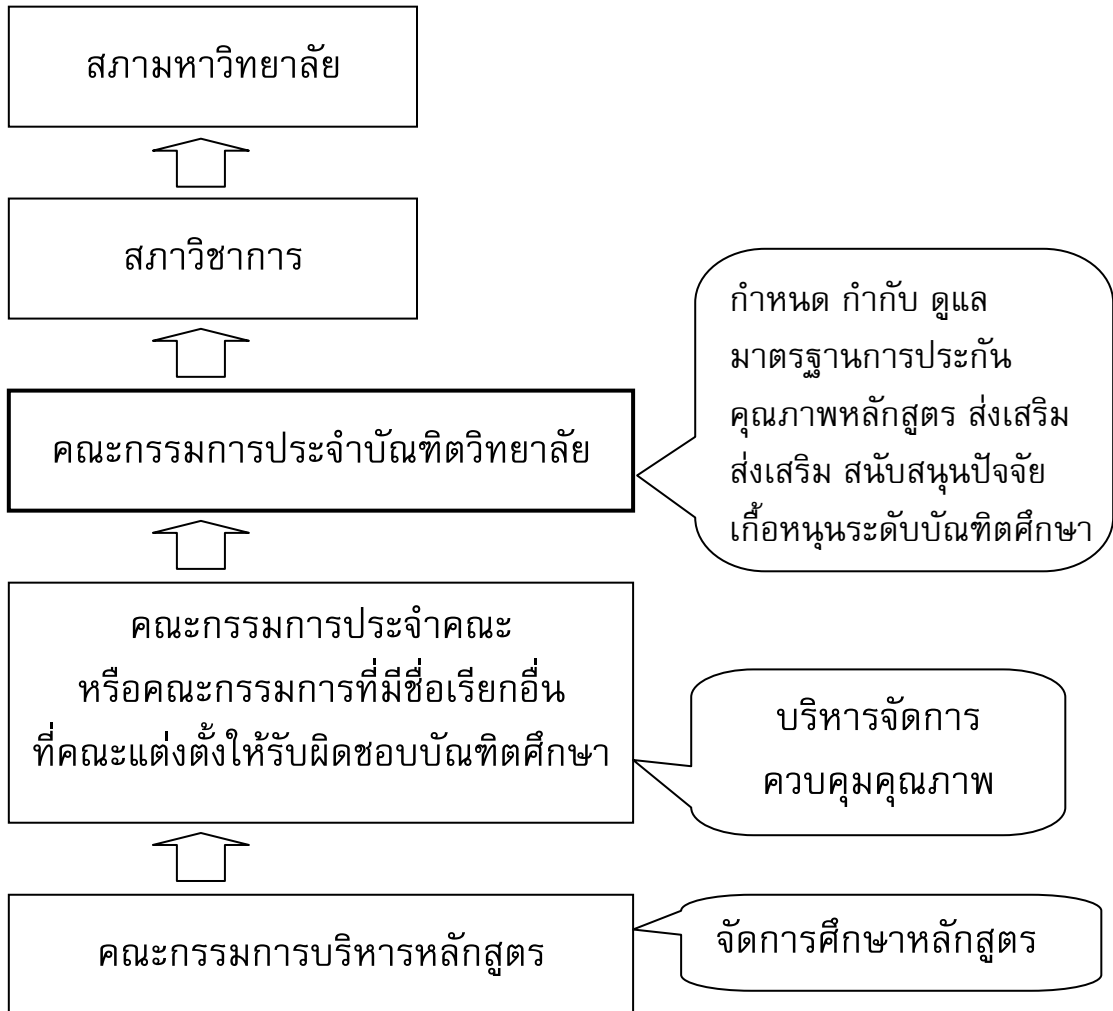 สภามหาวิทยาลัย
สภาวิชาการ
กำหนด กำกับ ดูแล
มาตรฐานการประกัน
คุณภาพหลักสูตร ส่งเสริม
ส่งเสริม สนับสนุนปัจจัย
เกื้อหนุนระดับบัณฑิตศึกษา
คณะกรรมการประจำบัณฑิตวิทยาลัย
คณะกรรมการประจำคณะ
หรือคณะกรรมการที่มีชื่อเรียกอื่น
ที่คณะแต่งตั้งให้รับผิดชอบบัณฑิตศึกษา
บริหารจัดการ
ควบคุมคุณภาพ
คณะกรรมการบริหารหลักสูตร
จัดการศึกษาหลักสูตร